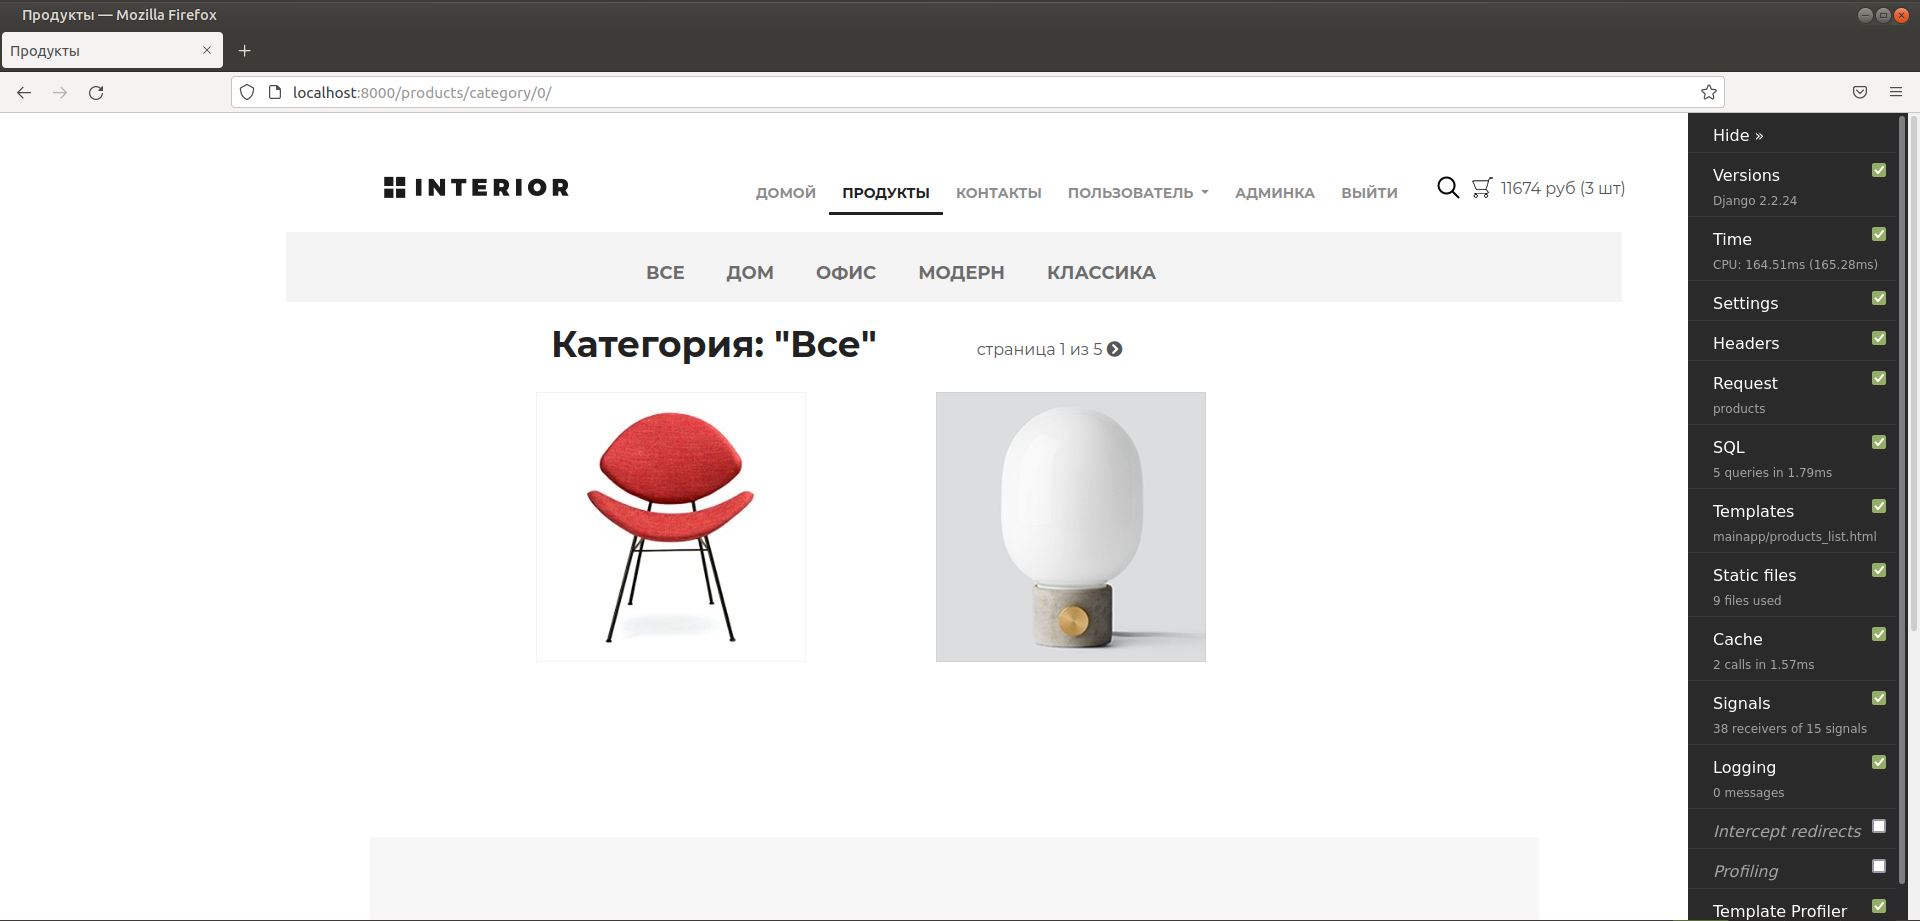 Продукты — Mozilla Firefox
Продукты
localhost:8000/products/category/0/
INTERIOR
ДОМОЙ ПРОДУКТЫ КОНТАКТЫ ПОЛЬЗОВАТЕЛЬ АДМИНКА ВЫЙТИ 11674 руб (3 шт)
ВСЕ ДОМ ОФИС МОДЕРН КЛАССИКА
Категория: "Все" страница 1 из 5
Hide »
Versions
Django 2.2.24
Time
CPU: 164.51ms (165.28ms)
Settings
Headers
Request
products
SQL
5 queries in 1.79ms
Templates
mainapp/products_list.html
Static files
9 files used
Cache
2 calls in 1.57ms
Signals
38 receivers of 15 signals
Logging
0 messages
Intercept redirects
Profiling
Template Profiler